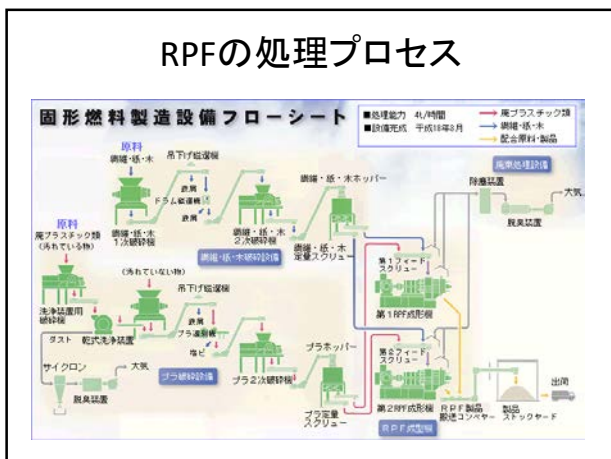 RPFの処理プロセス
固形燃料製造設備フローシート
■処理能力 4t/時間
■設備完成 平成18年8月
廃プラスチック類
繊維・紙・木
配合原料・製品
原料
繊維・紙・木
吊下げ磁選機
鉄屑
ドラム磁選機
鉄屑
繊維・紙・木
1次破砕機
繊維・紙・木
2次破砕機
繊維・紙・木破砕設備
繊維・紙・木ホッパー
繊維・紙・木
定量スクリュー
廃棄処理設備
除塵装置
大気
脱臭装置
原料
廃プラスチック類
(汚れている物)
(汚れていない物)
洗浄装置用
破砕機
乾式洗浄装置
ダスト
サイクロン
大気
脱臭装置
吊下げ磁選機
鉄屑
プラ選別機
塩ビ
プラ2次破砕機
プラ破砕設備
プラホッパー
プラ定量
スクリュー
第1フィード
スクリュー
第1RPF成形機
第2フィード
スクリュー
第2RPF成形機
RPF成型機
RPF製品
搬送コンベヤー
製品
ストックヤード
出荷